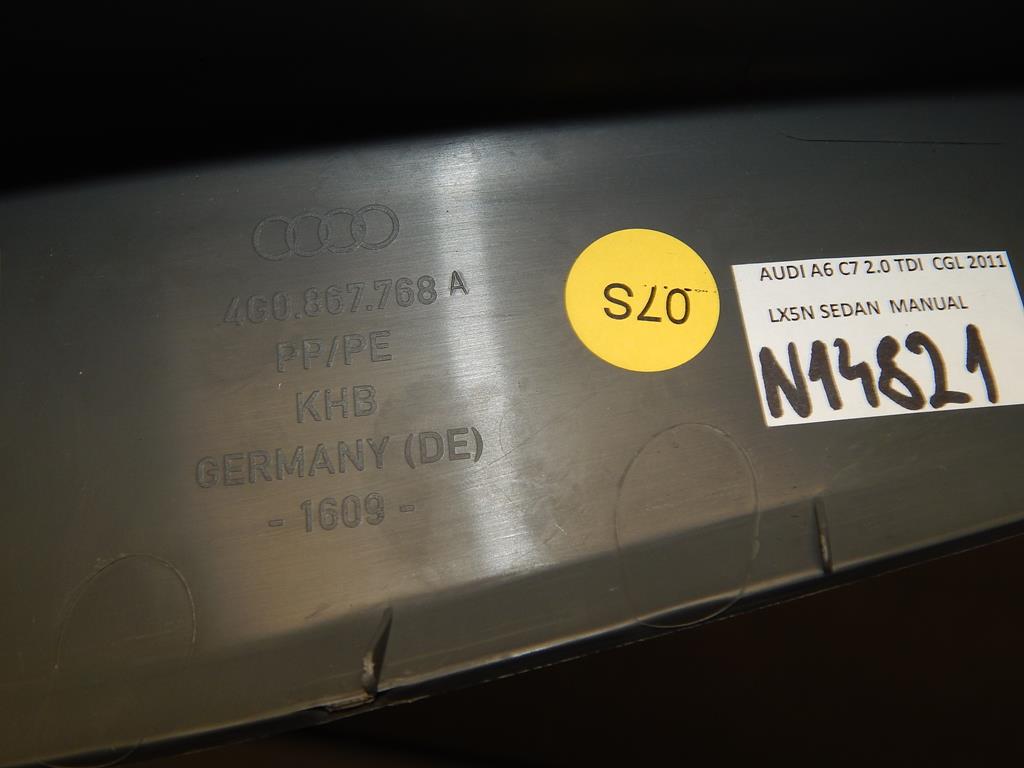 4G0.867.768 A
PP/PE
KHB
GERMANY (DE)
- 1609 -
07S
AUDI A6 C7 2.0 TDI CGL 2011
LX5N SEDAN MANUAL
N14821